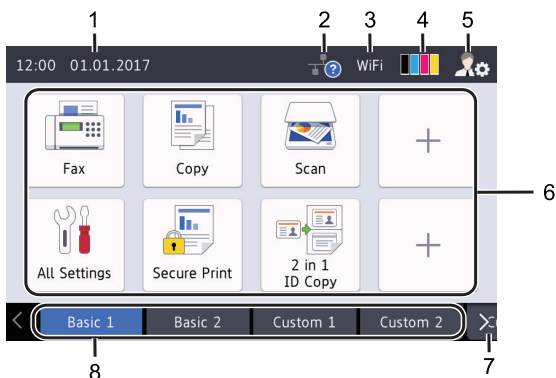 1 2 3 4 5
12:00 01.01.2017 ? WiFi
Fax Copy Scan +
6
All Settings Secure Print 2 in 1
ID Copy +
< Basic 1 Basic 2 Custom 1 Custom 2 >
8 7